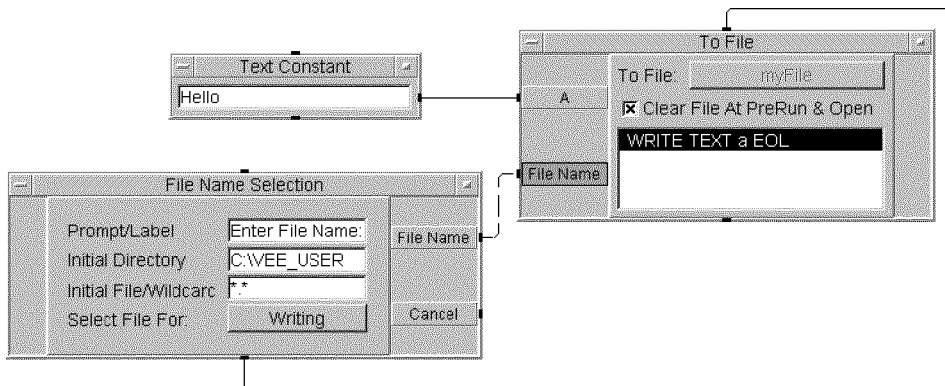 To File
Text Constant
To File:
myFile
Hello
A
Clear File At PreRun & Open
WRITE TEXT a EOL
File Name
File Name Selection
Prompt/Label
Enter File Name:
File Name
Initial Directory
C:\VEE_USER
Initial File/Wildcarc
*.*
Select File For:
Writing
Cancel